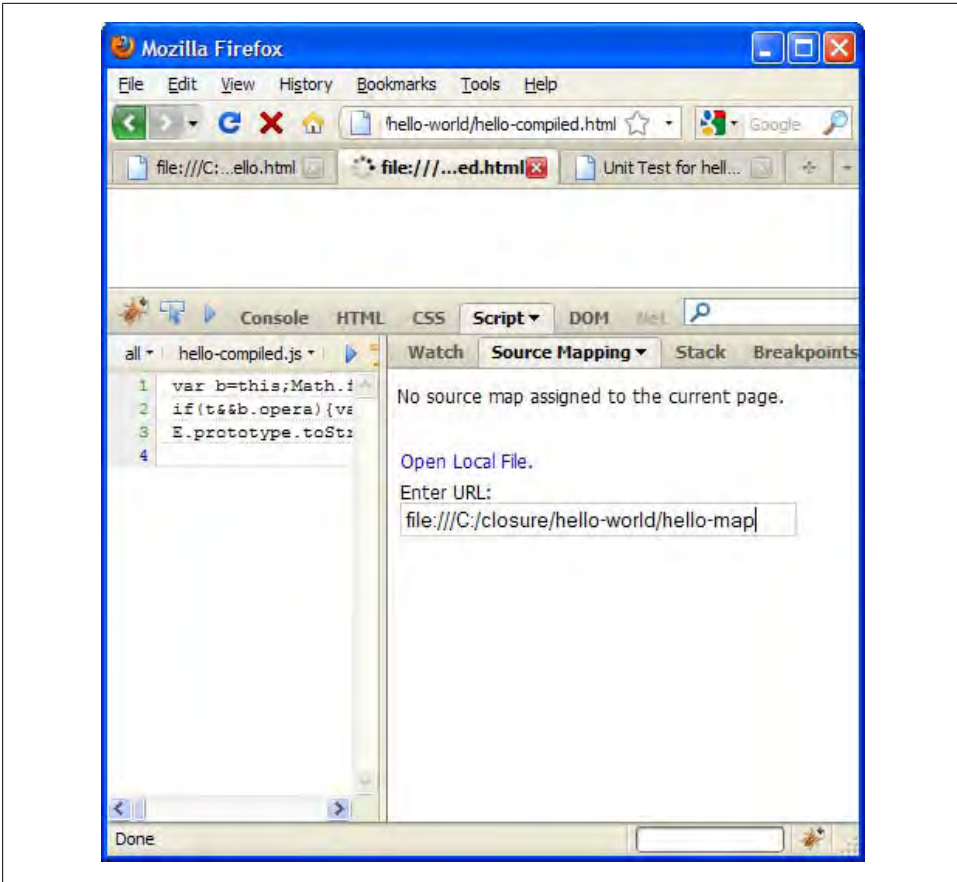 Mozilla Firefox
File Edit View History Bookmarks Tools Help
hello-world/hello-compiled.html Google
file:///C:...ello.html file:///...ed.html Unit Test for hell...
Console HTML CSS Script DOM Net
all hello-compiled.js Watch Source Mapping Stack Breakpoints
1 var b=this;Math.f
2 if(t&&b.opera){va
3 E.prototype.toSt
4
No source map assigned to the current page.
Open Local File.
Enter URL:
file:///C:/closure/hello-world/hello-map
Done